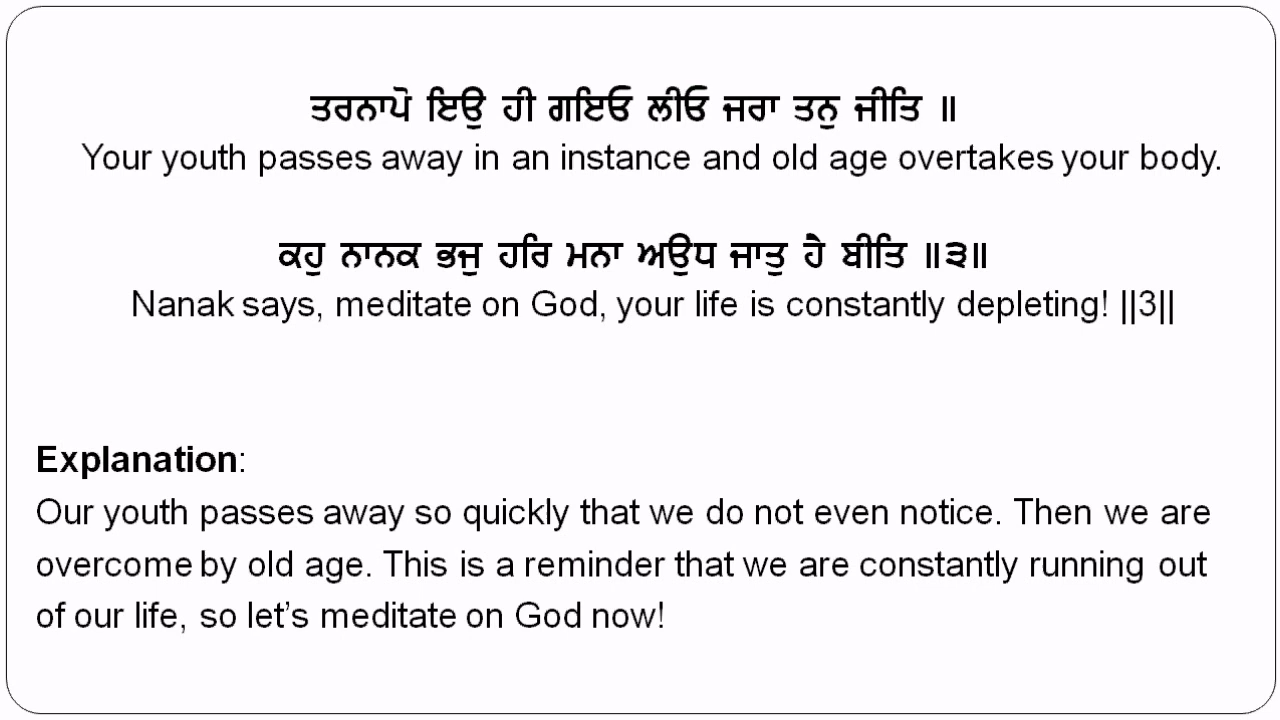 ਤਰਨਾਪੋ ਇਉ ਹੀ ਗਇਓ ਲੀਓ ਜਰਾ ਤਨੁ ਜੀਤਿ ॥
Your youth passes away in an instance and old age overtakes your body.
ਕਹੁ ਨਾਨਕ ਭਜੁ ਹਰਿ ਮਨਾ ਅਉਧ ਜਾਤੁ ਹੈ ਬੀਤਿ ॥੩॥
Nanak says, meditate on God, your life is constantly depleting! ||3||
Explanation:
Our youth passes away so quickly that we do not even notice. Then we are
overcome by old age. This is a reminder that we are constantly running out
of our life, so let’s meditate on God now!